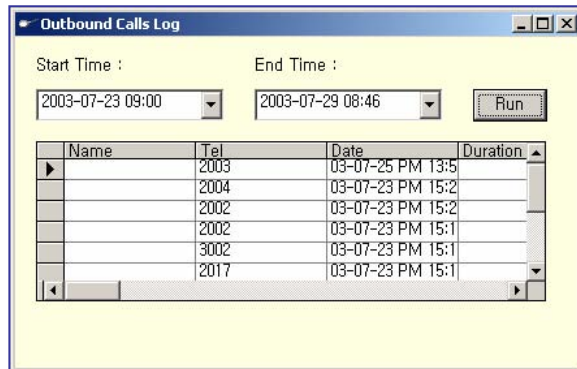 Outbound Calls Log
Start Time : End Time :
2003-07-23 09:00 2003-07-29 08:46 Run
Name Tel Date Duration
2003 03-07-25 PM 13:5
2004 03-07-23 PM 15:2
2002 03-07-23 PM 15:2
2002 03-07-23 PM 15:1
3002 03-07-23 PM 15:1
2017 03-07-23 PM 15:1